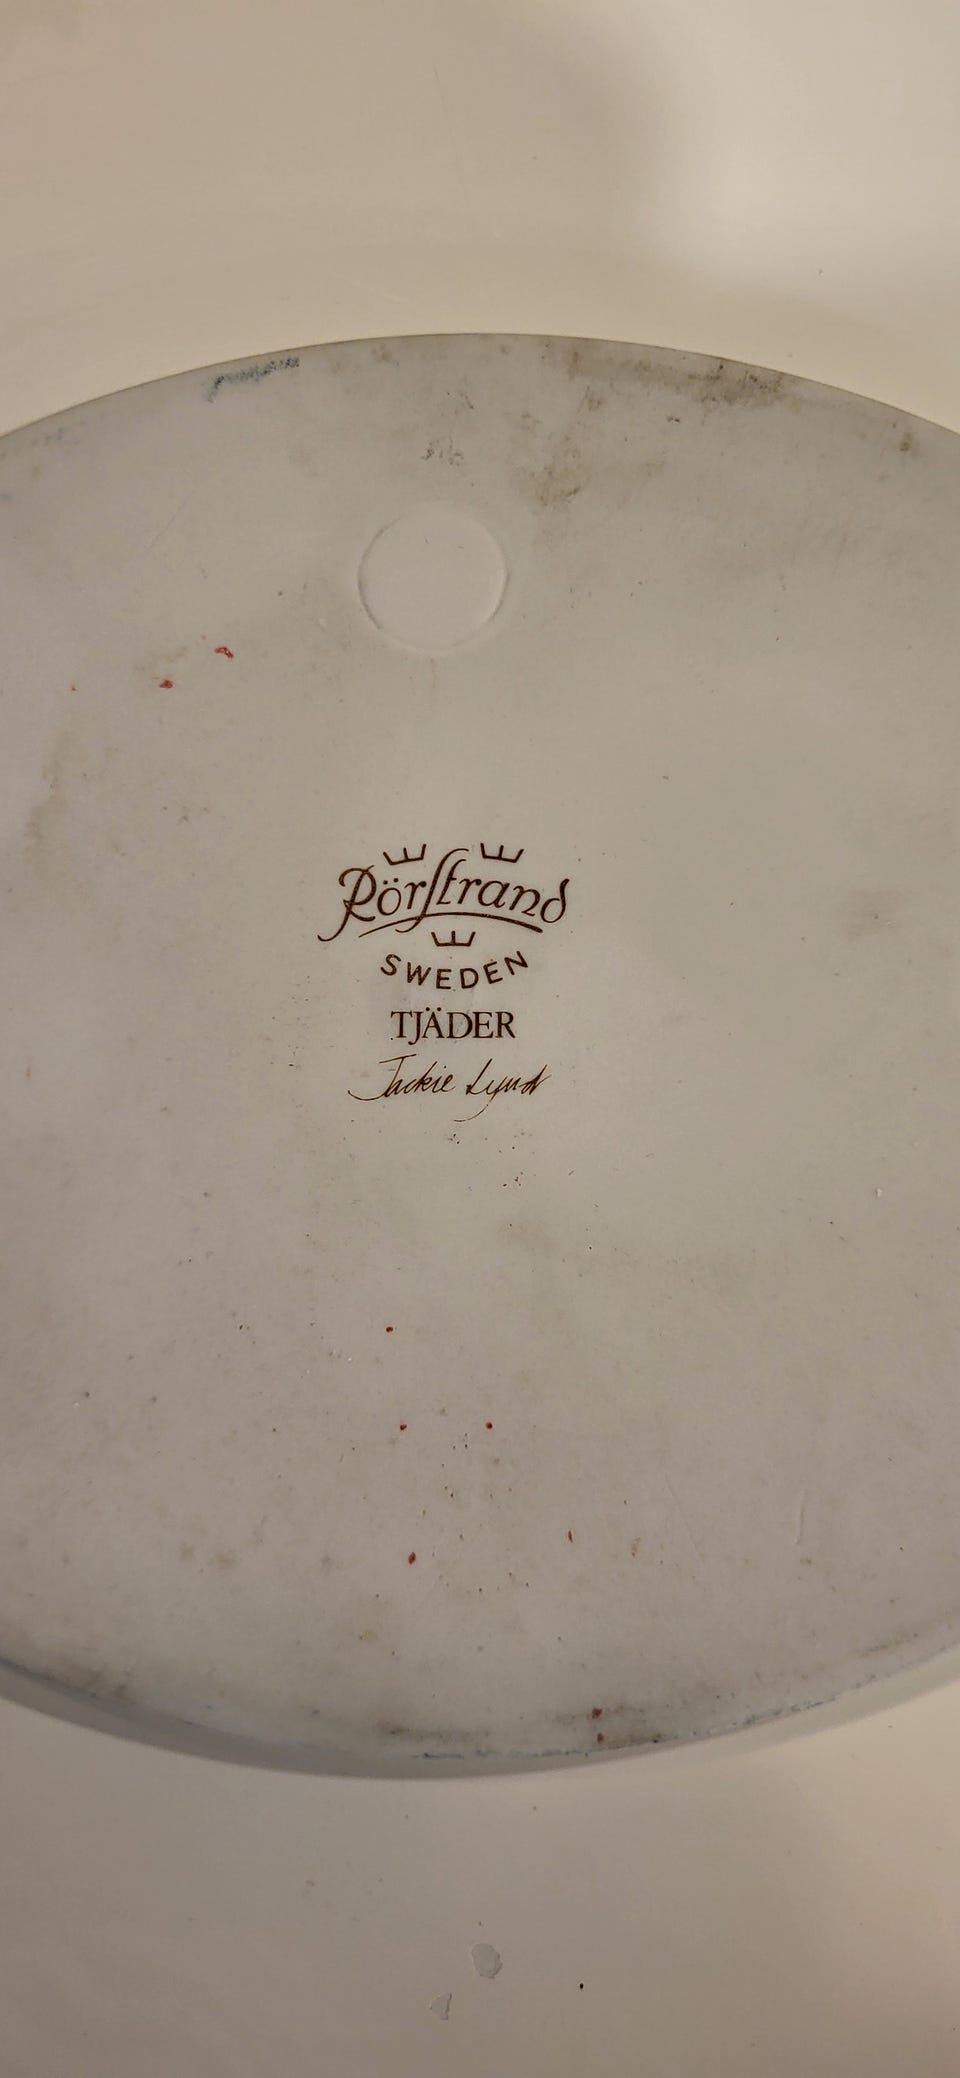 Rörstrand
SWEDEN
TJÄDER
Jackie Lynd